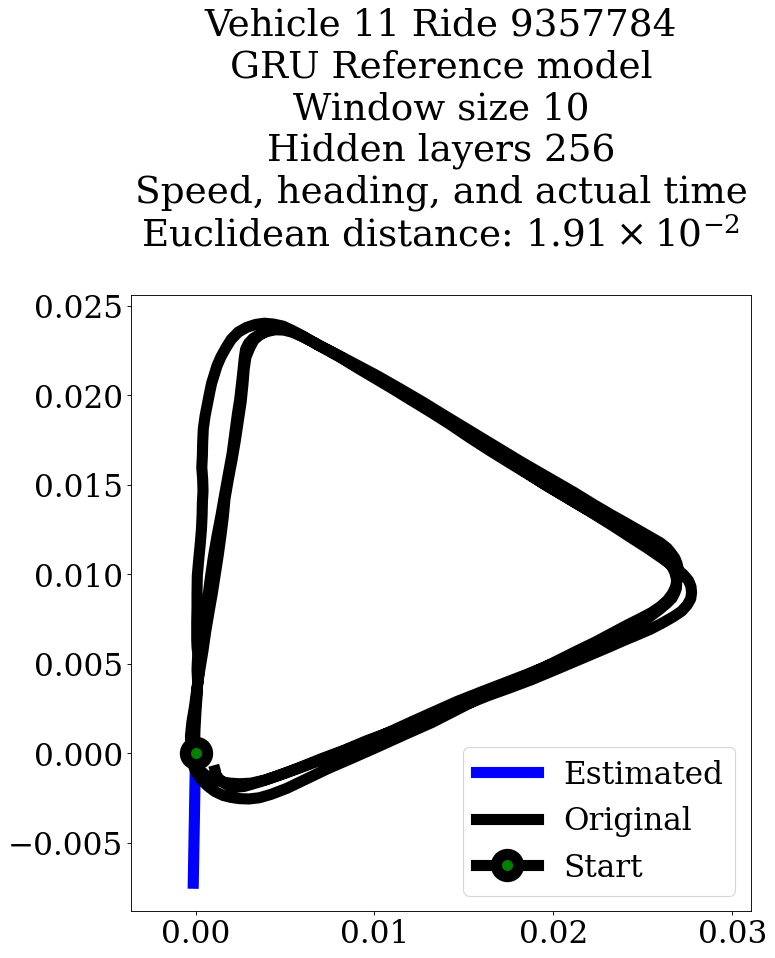 Vehicle 11 Ride 9357784
GRU Reference model
Window size 10
Hidden layers 256
Speed, heading, and actual time
Euclidean distance: 1.91 × 10⁻²
0.025
0.020
0.015
0.010
0.005
0.000
−0.005
Estimated
Original
Start
0.00 0.01 0.02 0.03